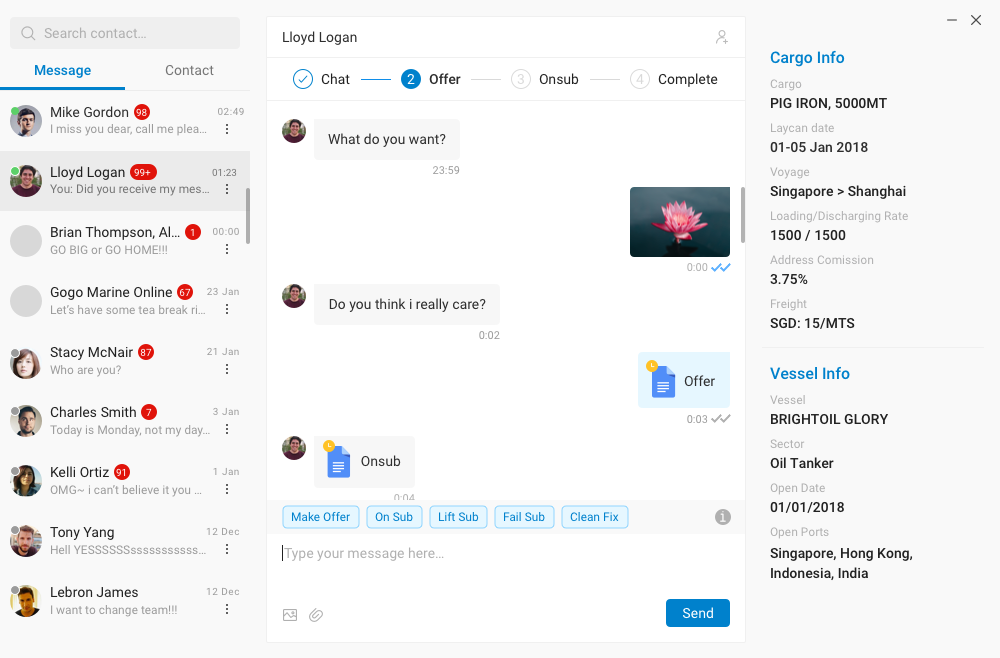 Search contact...
Message
Contact
Mike Gordon 98 02:49
I miss you dear, call me plea...
Lloyd Logan 99+ 01:23
You: Did you receive my mes...
Brian Thompson, Al... 1 00:00
GO BIG or GO HOME!!!
Gogo Marine Online 67 23 Jan
Let's have some tea break ri...
Stacy McNair 87 21 Jan
Who are you?
Charles Smith 7 3 Jan
Today is Monday, not my day...
Kelli Ortiz 91 1 Jan
OMG~ i can't believe it you ...
Tony Yang 12 Dec
Hell YESSSSSSsssssssssss...
Lebron James 12 Dec
I want to change team!!!
Lloyd Logan
Chat 2 Offer 3 Onsub 4 Complete
What do you want?
23:59
0:00
Do you think i really care?
0:02
Offer
0:03
Onsub
0:04
Make Offer On Sub Lift Sub Fail Sub Clean Fix
Type your message here...
Send
Cargo Info
Cargo
PIG IRON, 5000MT
Laycan date
01-05 Jan 2018
Voyage
Singapore > Shanghai
Loading/Discharging Rate
1500 / 1500
Address Comission
3.75%
Freight
SGD: 15/MTS
Vessel Info
Vessel
BRIGHTOIL GLORY
Sector
Oil Tanker
Open Date
01/01/2018
Open Ports
Singapore, Hong Kong,
Indonesia, India